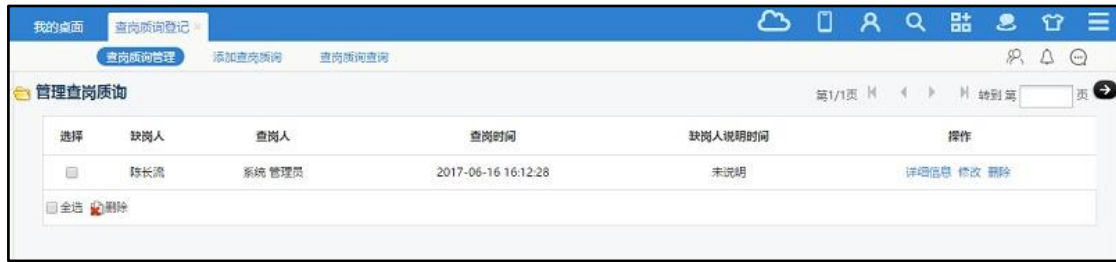 我的桌面 查岗质询登记 ×
查岗质询管理 添加查岗质询 查岗质询查询
管理查岗质询 第1/1页 转到 第 页
选择 缺岗人 查岗人 查岗时间 缺岗人说明时间 操作
陈长流 系统 管理员 2017-06-16 16:12:28 未说明 详细信息 修改 删除
全选 删除